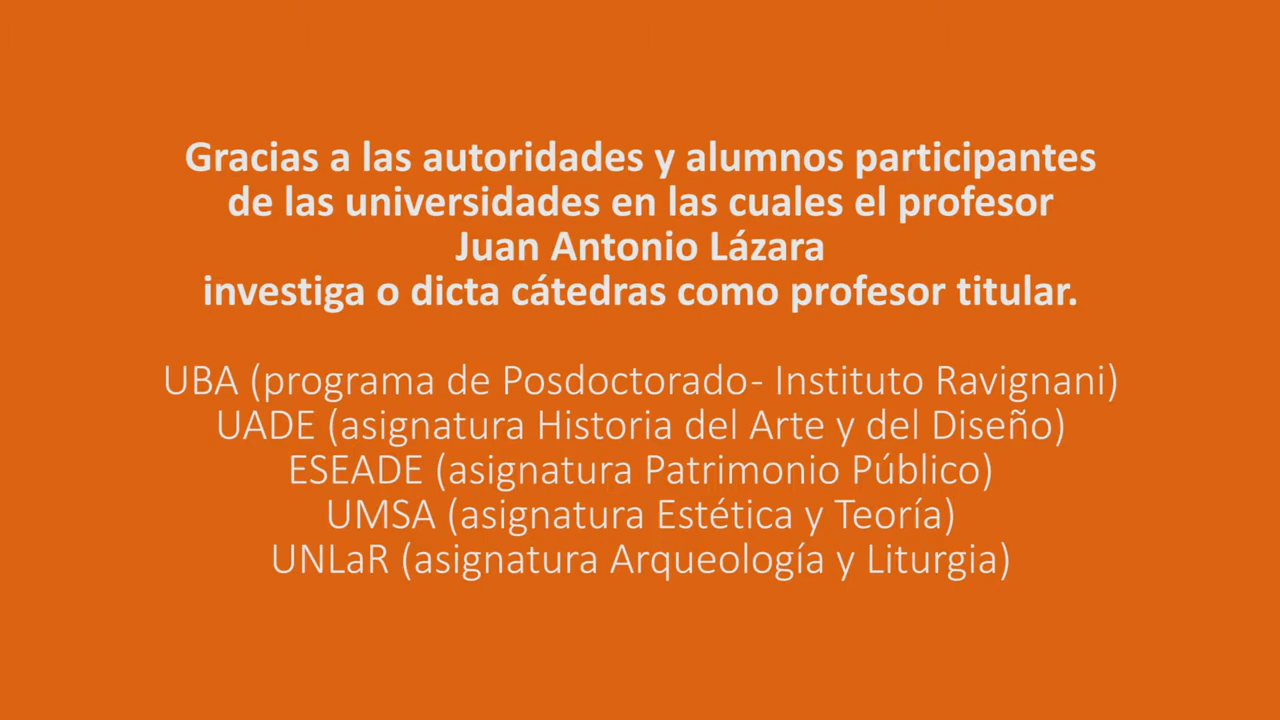 Gracias a las autoridades y alumnos participantes
de las universidades en las cuales el profesor
Juan Antonio Lázara
investiga o dicta cátedras como profesor titular.
UBA (programa de Posdoctorado- Instituto Ravignani)
UADE (asignatura Historia del Arte y del Diseño)
ESEADE (asignatura Patrimonio Público)
UMSA (asignatura Estética y Teoría)
UNLaR (asignatura Arqueología y Liturgia)